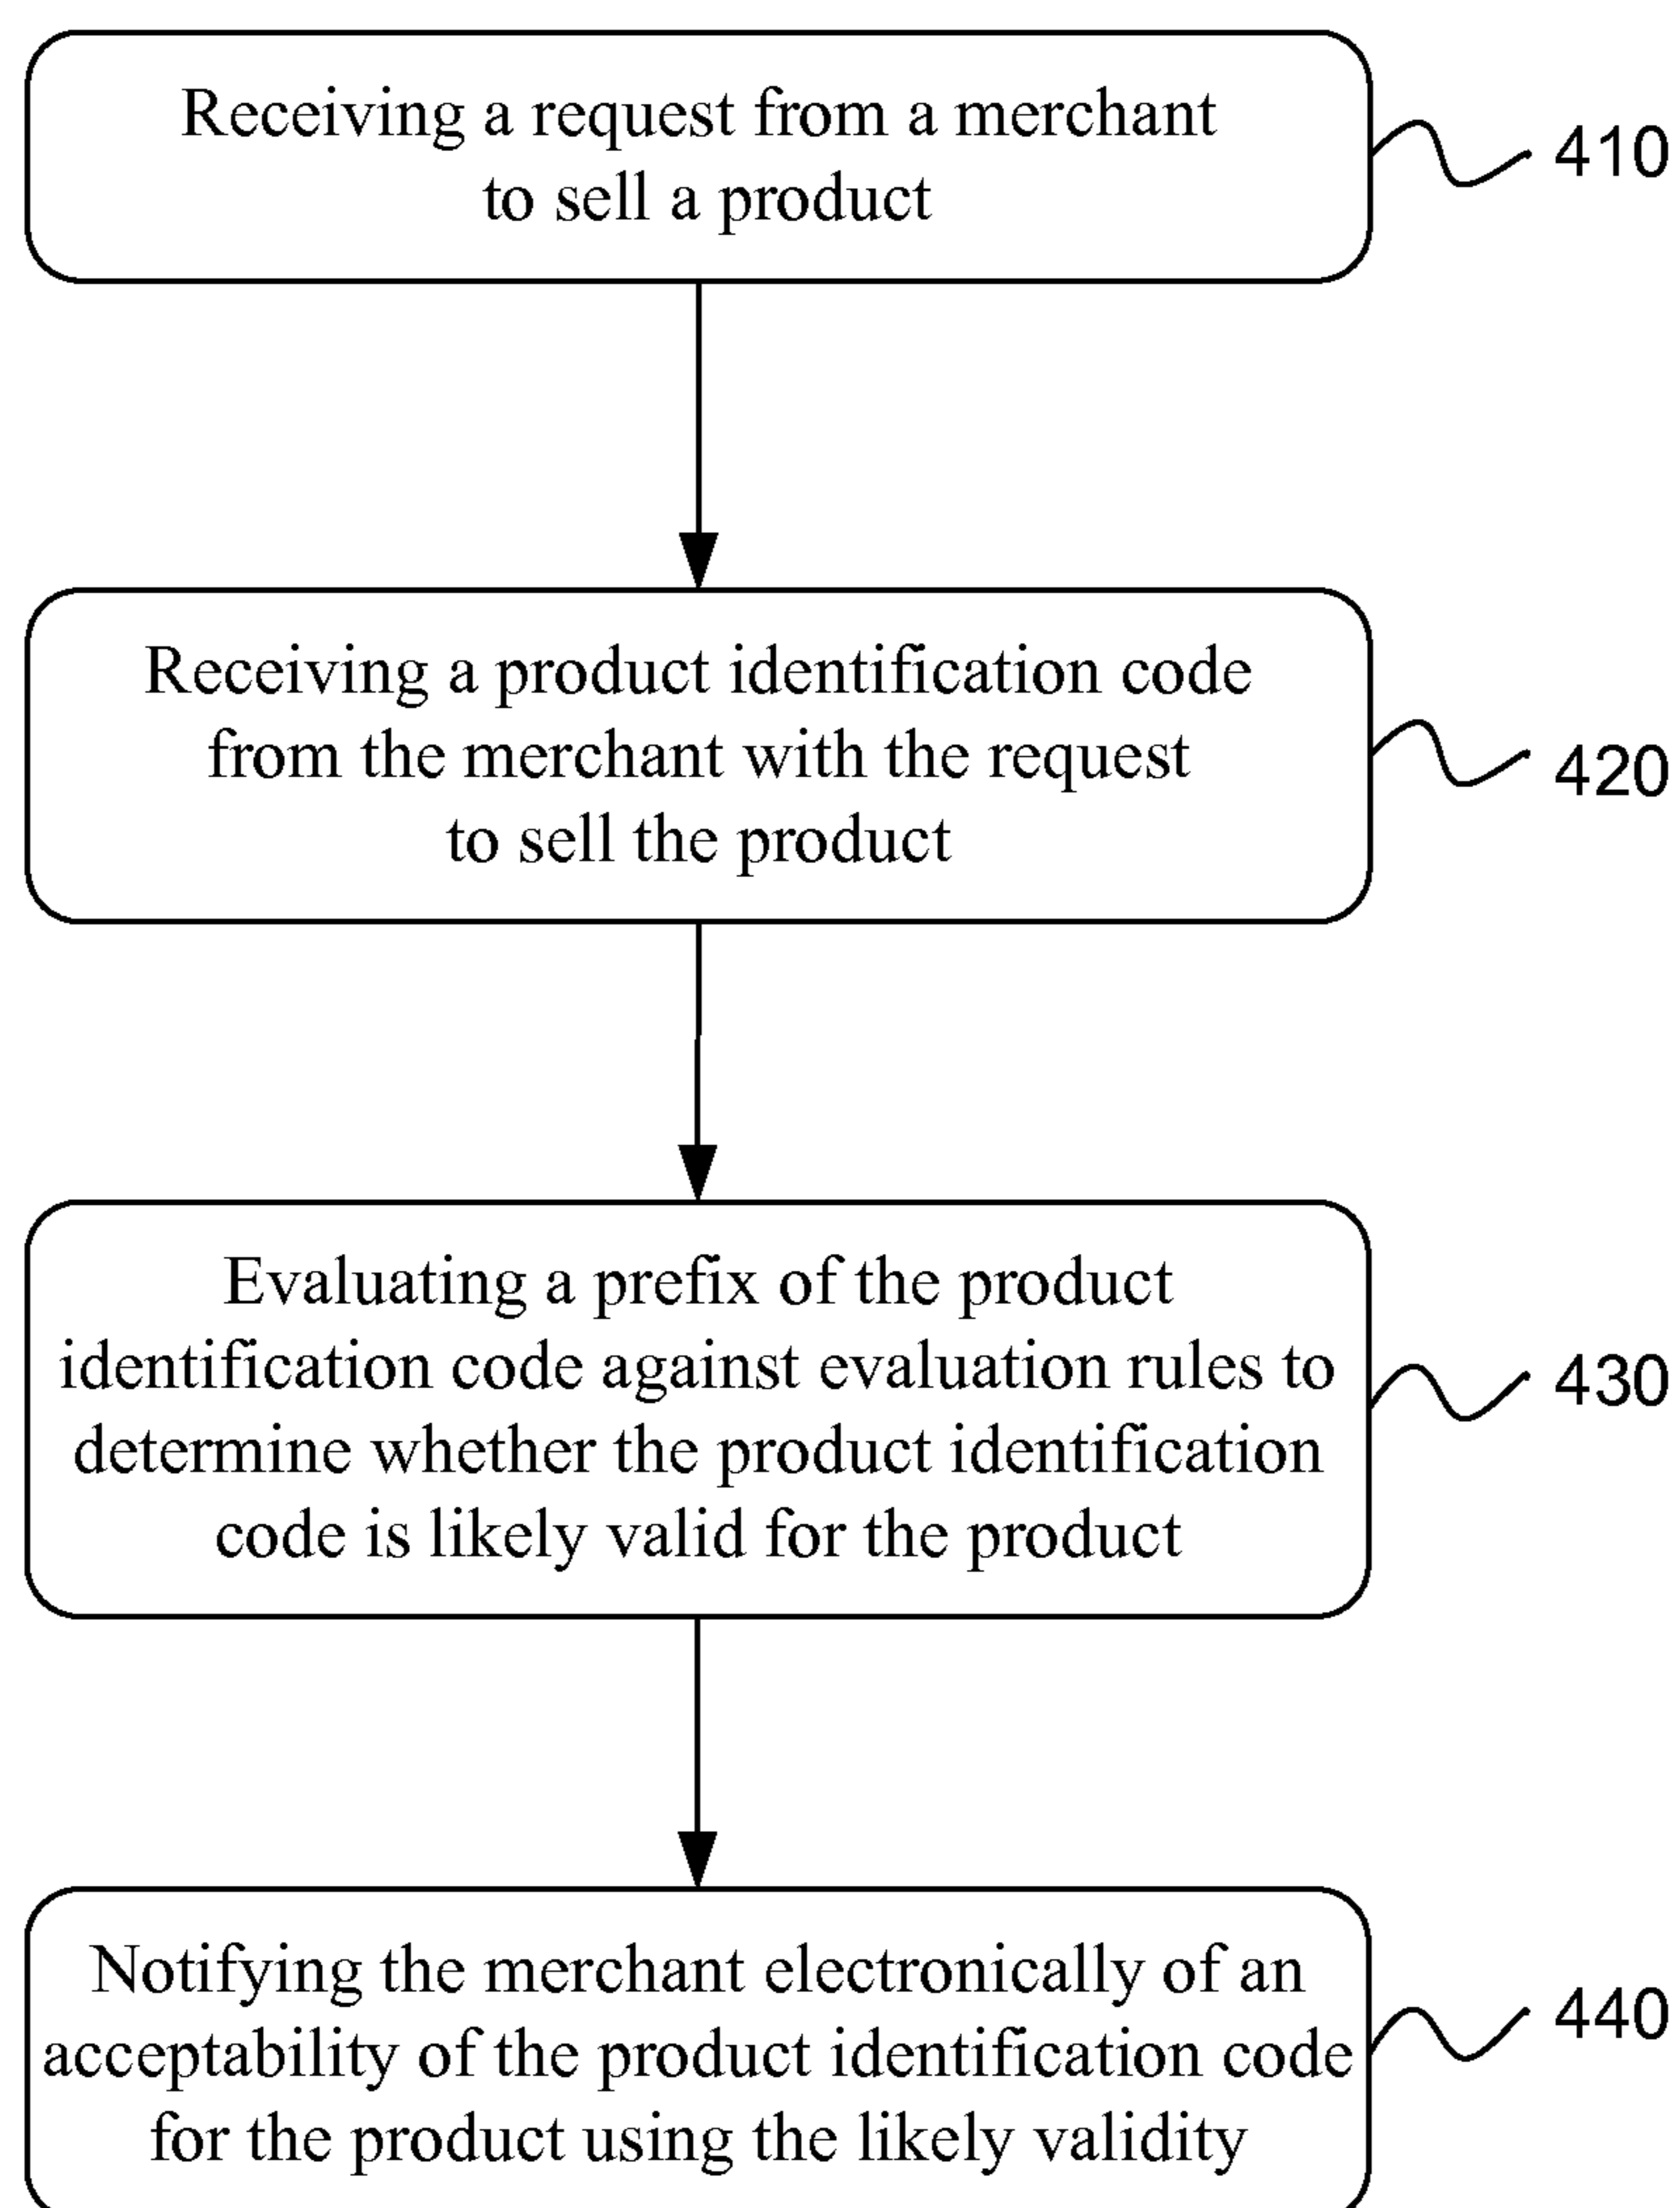 Receiving a request from a merchant
to sell a product
410
Receiving a product identification code
from the merchant with the request
to sell the product
420
Evaluating a prefix of the product
identification code against evaluation rules to
determine whether the product identification
code is likely valid for the product
430
Notifying the merchant electronically of an
acceptability of the product identification code
for the product using the likely validity
440